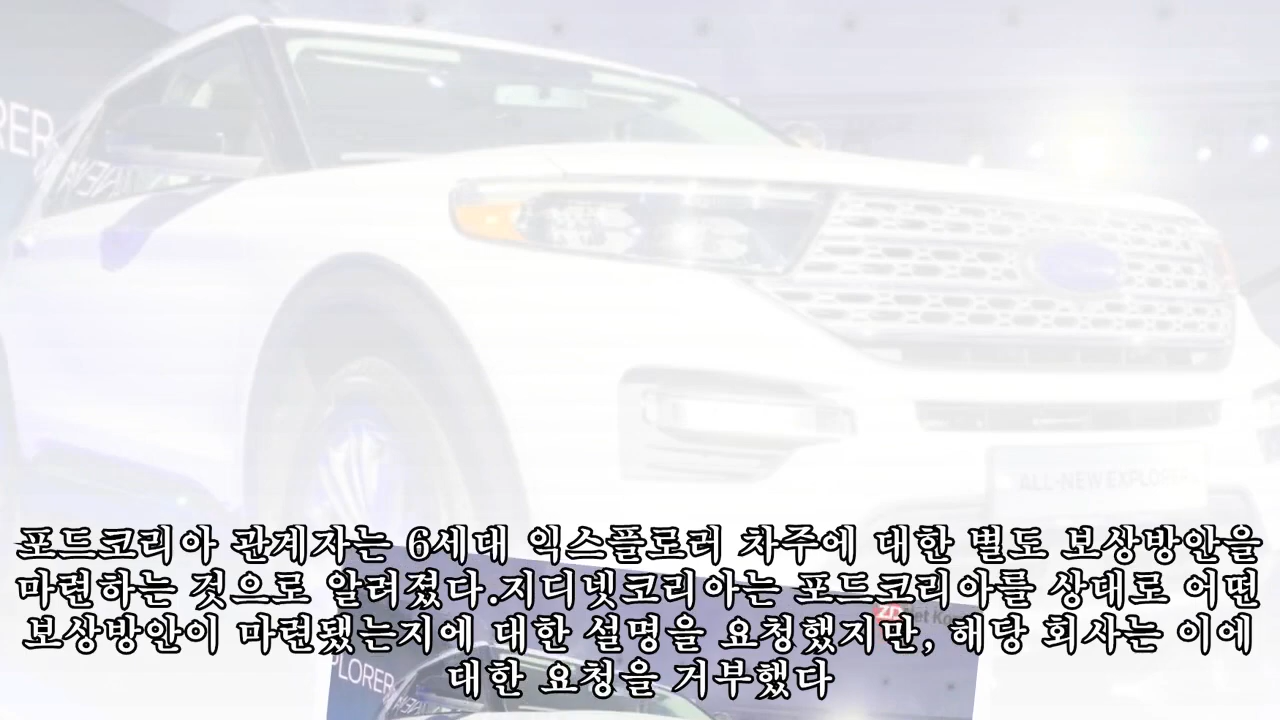 RER
ALL-NEW EXPLORER
포드코리아 관계자는 6세대 익스플로러 차주에 대한 별도 보상방안을
마련하는 것으로 알려졌다.지디넷코리아는 포드코리아를 상대로 어떤
보상방안이 마련됐는지에 대한 설명을 요청했지만, 해당 회사는 이에
대한 요청을 거부했다
PLORER